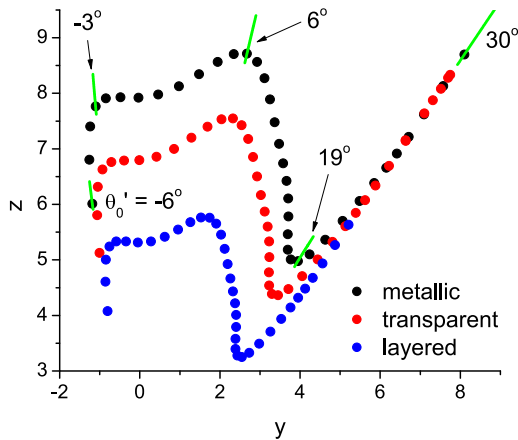 -3°
6°
30°
19°
θ₀' = -6°
9
8
7
6
5
4
3
z
metallic
transparent
layered
-2 0 2 4 6 8
y